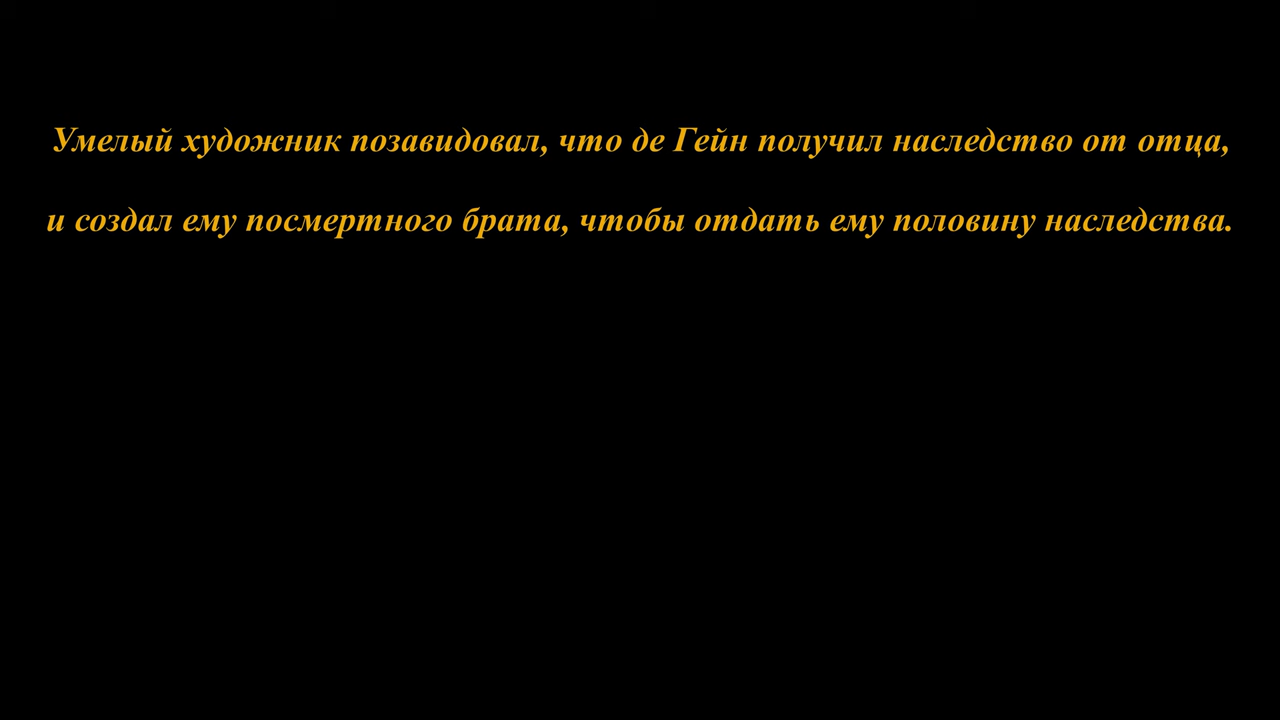 Умелый художник позавидовал, что де Гейн получил наследство от отца,
и создал ему посмертного брата, чтобы отдать ему половину наследства.